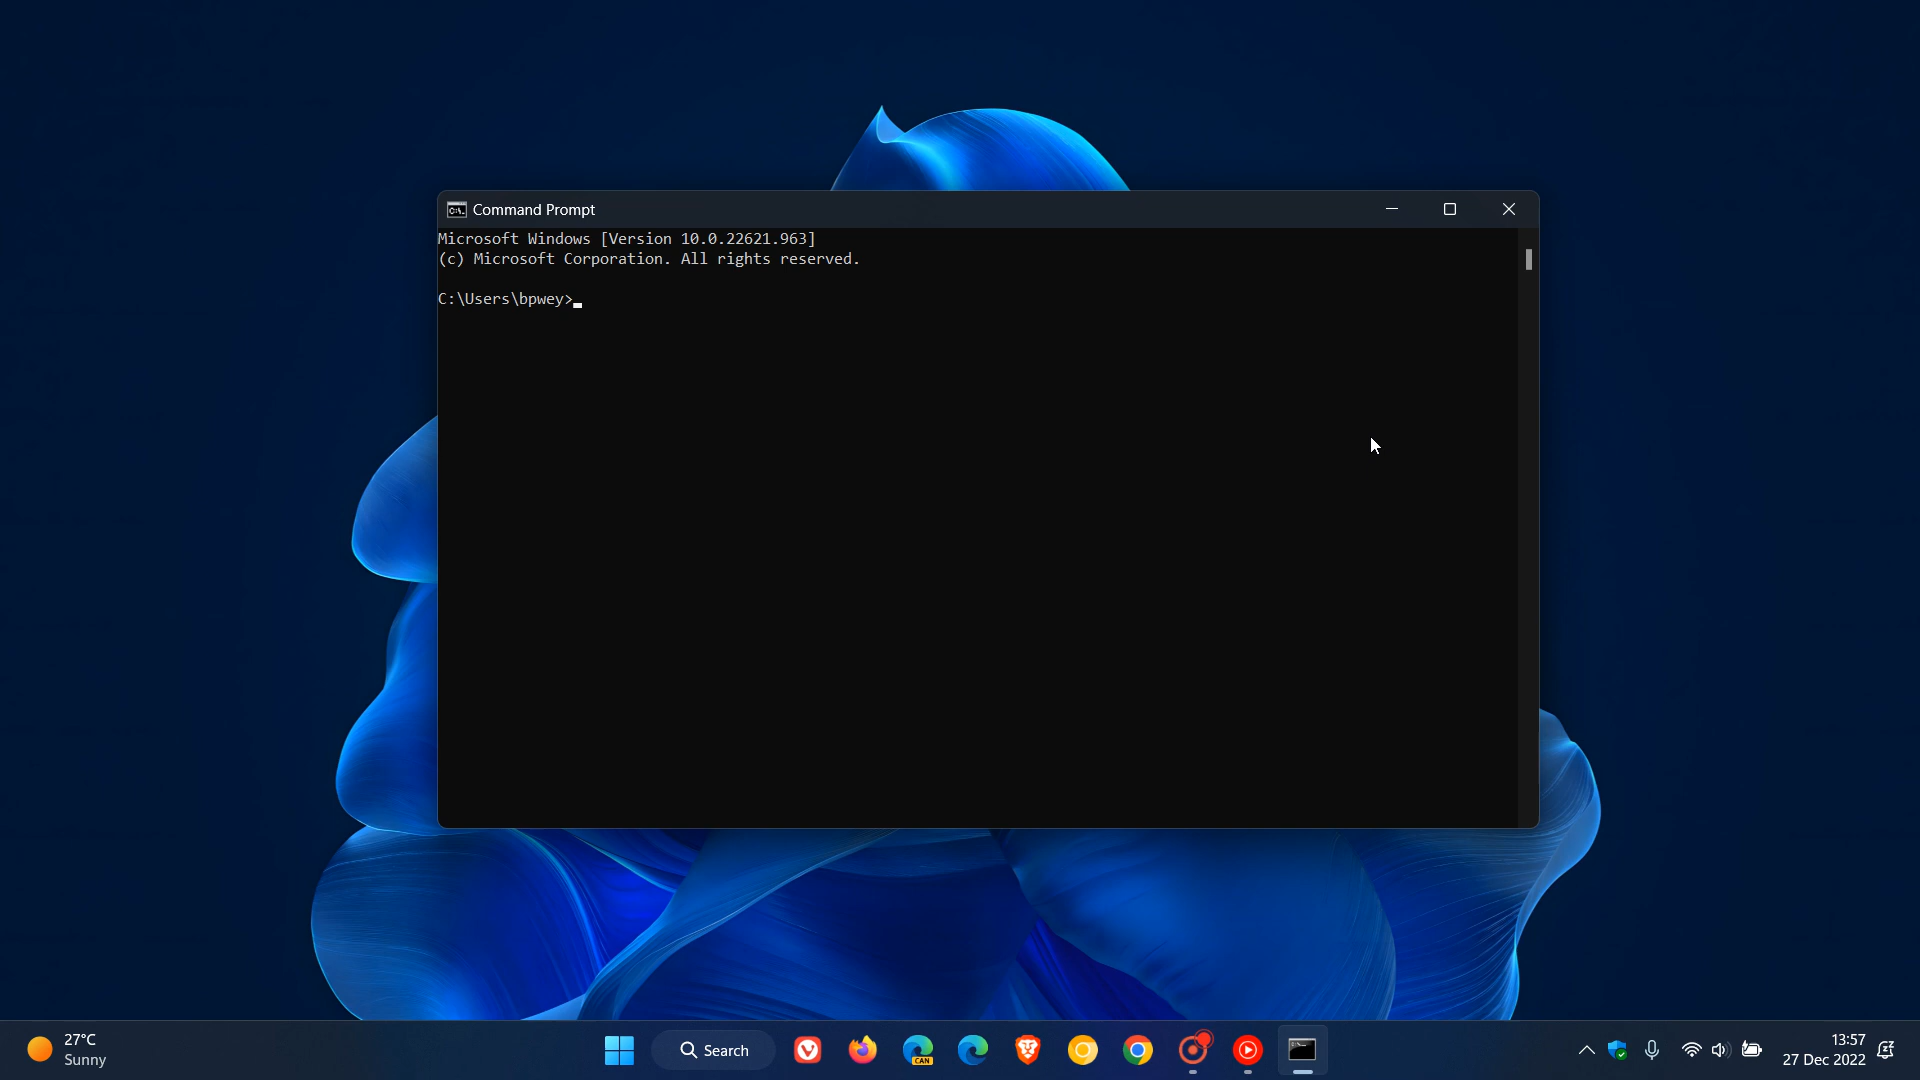 Command Prompt
Microsoft Windows [Version 10.0.22621.963]
(c) Microsoft Corporation. All rights reserved.
C:\Users\bpwey>
27°C
Sunny
Search
CAN
13:57
27 Dec 2022